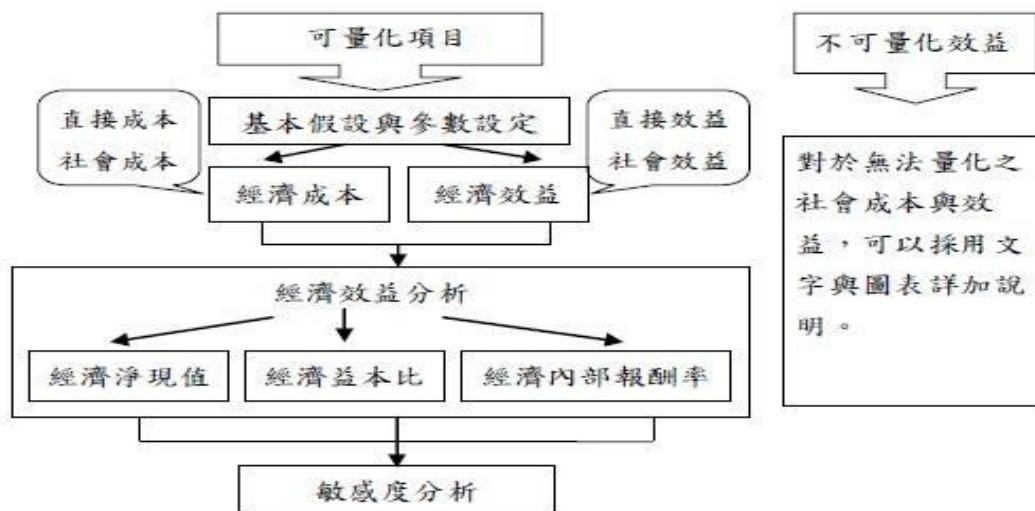 可量化項目
不可量化效益
直接成本
社會成本
基本假設與參數設定
直接效益
社會效益
經濟成本
經濟效益
對於無法量化之
社會成本與效
益，可以採用文
字與圖表詳加說
明。
經濟效益分析
經濟淨現值
經濟益本比
經濟內部報酬率
敏感度分析